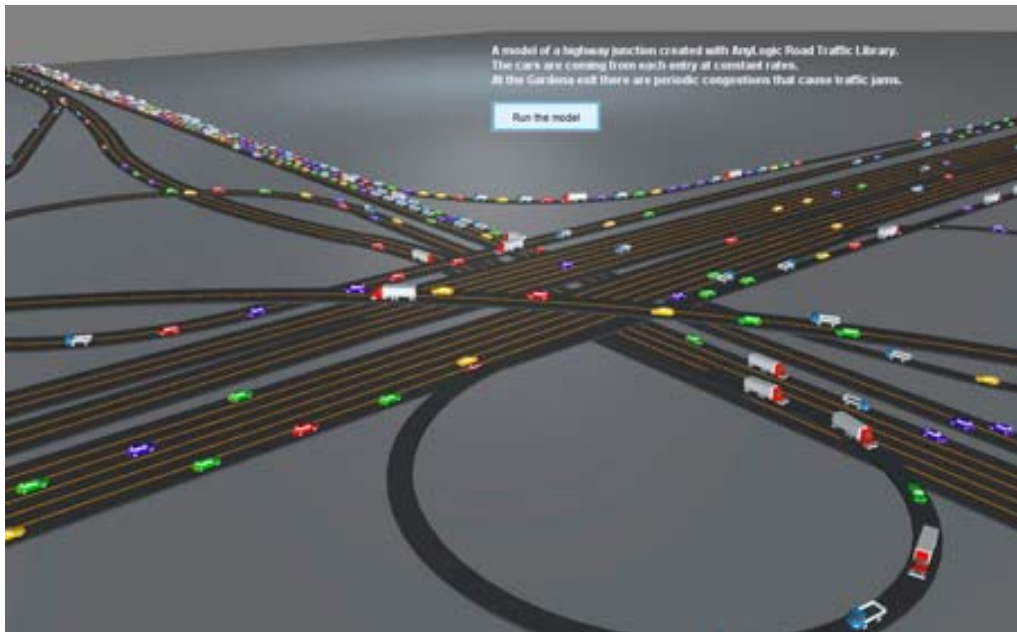 A model of a highway junction created with AnyLogic Road Traffic Library.
The cars are coming from each entry at constant rates.
At the Gardena exit there are periodic congestions that cause traffic jams.
Run the model